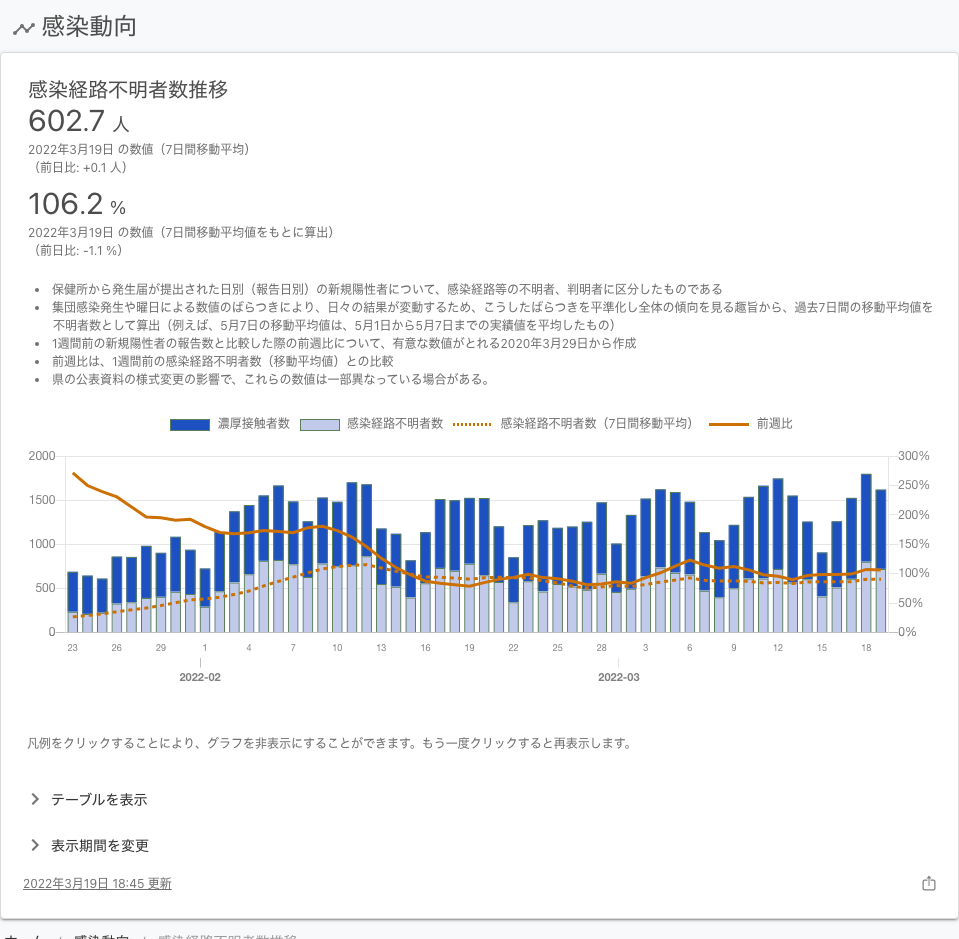 感染動向
感染経路不明者数推移
602.7 人
2022年3月19日 の数値（7日間移動平均）
（前日比: +0.1 人）
106.2 %
2022年3月19日 の数値（7日間移動平均値をもとに算出）
（前日比: -1.1 %）
• 保健所から発生届が提出された日別（報告日別）の新規陽性者について、感染経路等の不明者、判明者に区分したものである
• 集団感染発生や曜日による数値のばらつきにより、日々の結果が変動するため、こうしたばらつきを平準化し全体の傾向を見る趣旨から、過去7日間の移動平均値を
不明者数として算出（例えば、5月7日の移動平均値は、5月1日から5月7日までの実績値を平均したもの）
• 1週間前の新規陽性者の報告数と比較した際の前週比について、有意な数値がとれる2020年3月29日から作成
• 前週比は、1週間前の感染経路不明者数（移動平均値）との比較
• 県の公表資料の様式変更の影響で、これらの数値は一部異なっている場合がある。
濃厚接触者数 感染経路不明者数 感染経路不明者数（7日間移動平均） 前週比
2000 300%
250%
1500 200%
1000 150%
100%
500 50%
0 0%
23 26 29 1 4 7 10 13 16 19 22 25 28 3 6 9 12 15 18
2022-02 2022-03
凡例をクリックすることにより、グラフを非表示にすることができます。もう一度クリックすると再表示します。
テーブルを表示
表示期間を変更
2022年3月19日 18:45 更新